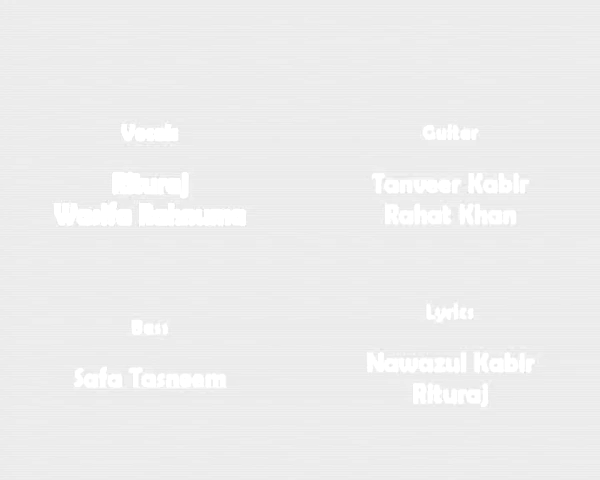 Vocals
Rituraj
Wasifa Rahnuma
Guitar
Tanveer Kabir
Rahat Khan
Bass
Safa Tasneem
Lyrics
Nawazul Kabir
Rituraj